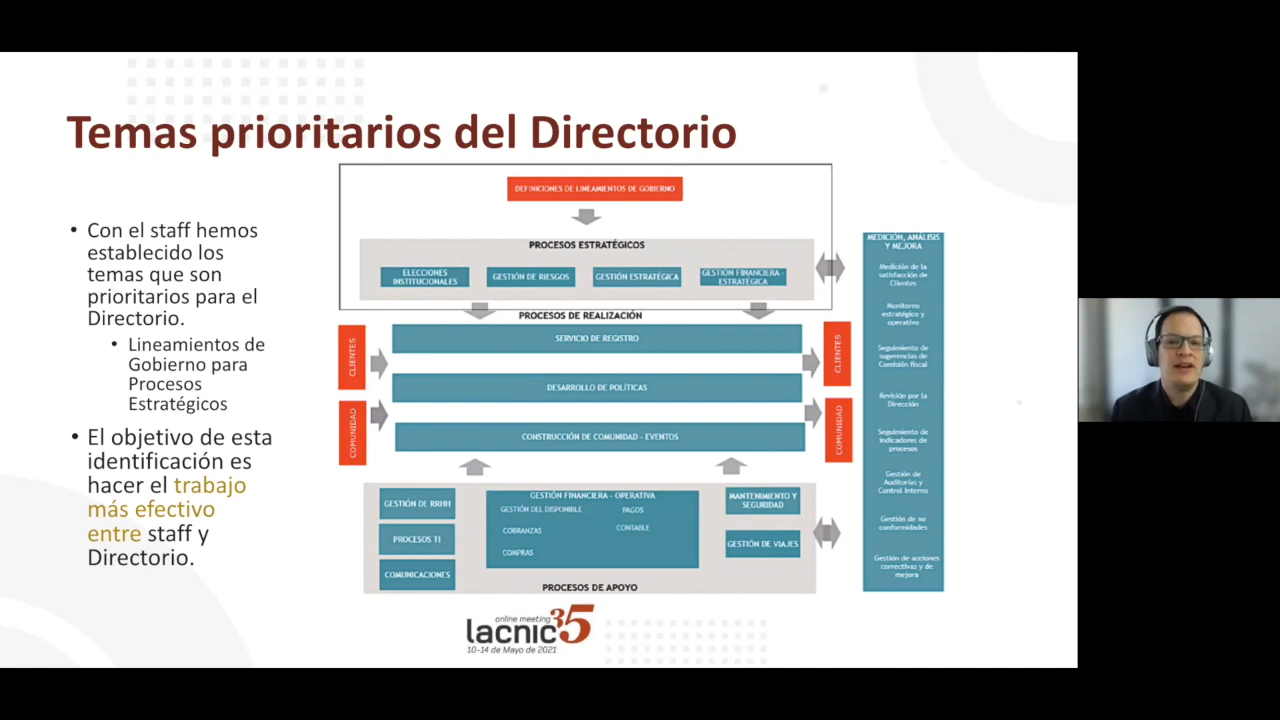 Temas prioritarios del Directorio
• Con el staff hemos
establecido los
temas que son
prioritarios para el
Directorio.
• Lineamientos de
Gobierno para
Procesos
Estratégicos
• El objetivo de esta
identificación es
hacer el trabajo
más efectivo
entre staff y
Directorio.
DEFINICIONES DE LINEAMIENTOS DE GOBIERNO
PROCESOS ESTRATÉGICOS
ELECCIONES
INSTITUCIONALES
GESTIÓN DE RIESGOS
GESTIÓN ESTRATÉGICA
GESTIÓN FINANCIERA -
ESTRATÉGICA
PROCESOS DE REALIZACIÓN
CLIENTES
COMUNIDAD
SERVICIO DE REGISTRO
DESARROLLO DE POLÍTICAS
CONSTRUCCIÓN DE COMUNIDAD - EVENTOS
CLIENTES
COMUNIDAD
GESTIÓN DE RRHH
PROCESOS TI
COMUNICACIONES
GESTIÓN FINANCIERA - OPERATIVA
GESTIÓN DEL DISPONIBLE
PAGOS
COBRANZAS
CONTABLE
COMPRAS
MANTENIMIENTO Y
SEGURIDAD
GESTIÓN DE VIAJES
PROCESOS DE APOYO
MEDICIÓN, ANÁLISIS
Y MEJORA
Medición de la
satisfacción de
Clientes
Monitoreo
estratégico y
operativo
Seguimiento de
sugerencias de
Comisión fiscal
Revisión por la
Dirección
Seguimiento de
Indicadores de
procesos
Gestión de
Auditorías y
Control Interno
Gestión de no
conformidades
Gestión de acciones
correctivas y de
mejora
online meeting
lacnic 35
10-14 de Mayo de 2021